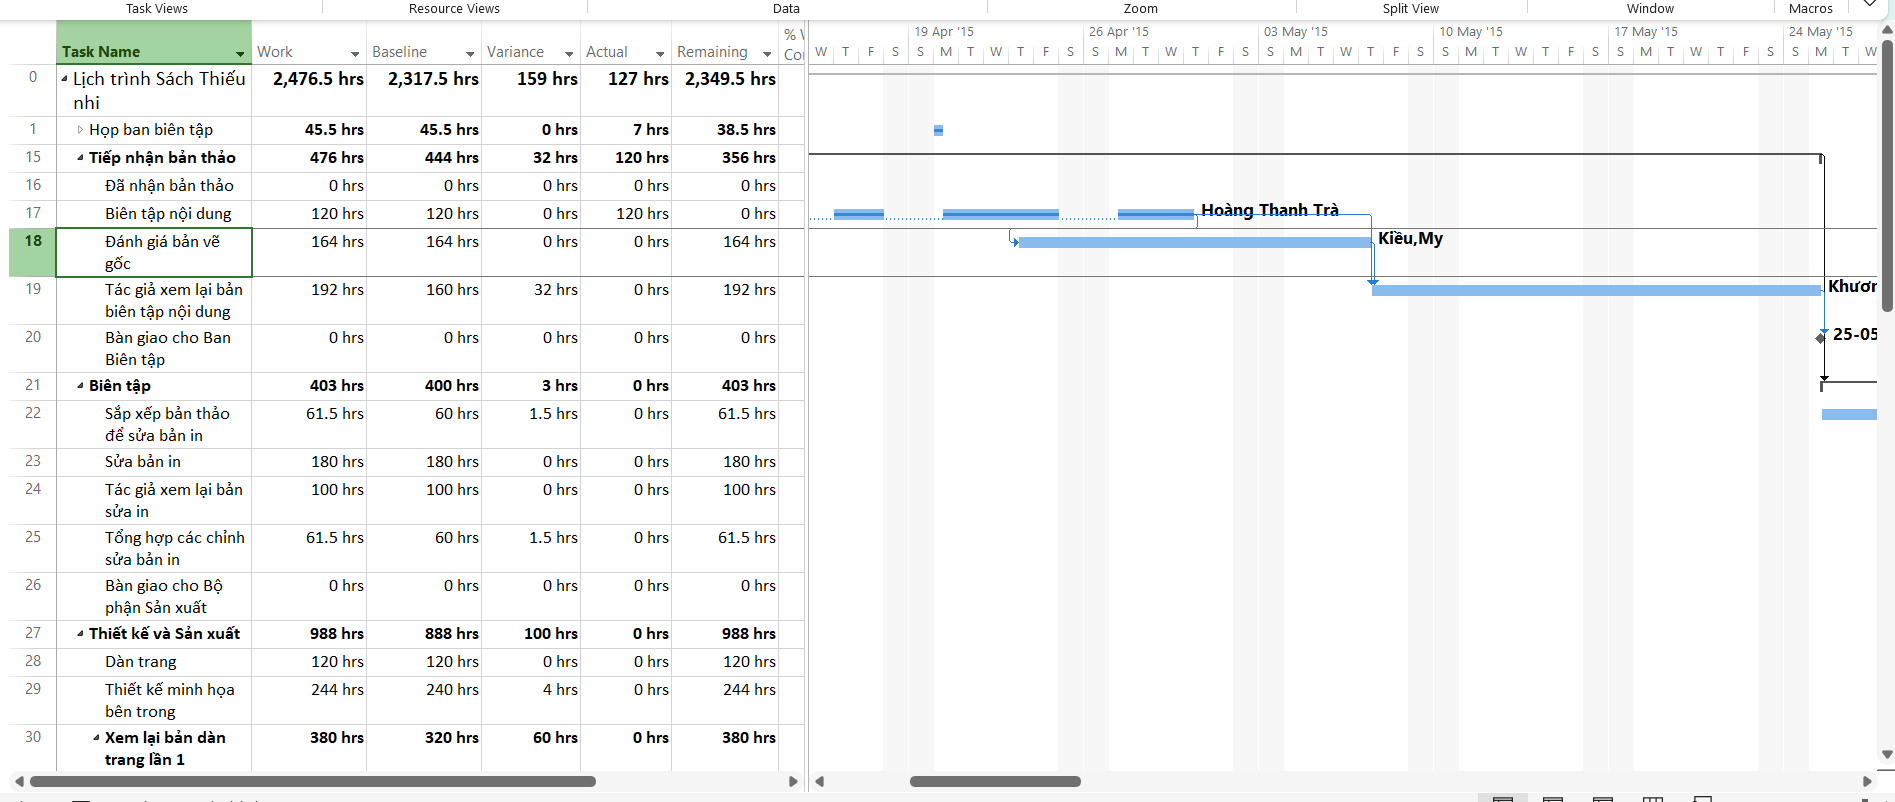 Task Views Resource Views Data Zoom Split View Window Macros
Task Name Work Baseline Variance Actual Remaining
19 Apr '15 26 Apr '15 03 May '15 10 May '15 17 May '15 24 May '15
W T F S S M T W T F S S M T W T F S S M T W T F S S M T W T F S S M T W T F S S M T W
0 Lịch trình Sách Thiếu 2,476.5 hrs 2,317.5 hrs 159 hrs 127 hrs 2,349.5 hrs
nhi
1 Họp ban biên tập 45.5 hrs 45.5 hrs 0 hrs 7 hrs 38.5 hrs
15 Tiếp nhận bản thảo 476 hrs 444 hrs 32 hrs 120 hrs 356 hrs
16 Đã nhận bản thảo 0 hrs 0 hrs 0 hrs 0 hrs 0 hrs
17 Biên tập nội dung 120 hrs 120 hrs 0 hrs 120 hrs 0 hrs Hoàng Thanh Trà
18 Đánh giá bản vẽ 164 hrs 164 hrs 0 hrs 0 hrs 164 hrs Kiều,My
gốc
19 Tác giả xem lại bản 192 hrs 160 hrs 32 hrs 0 hrs 192 hrs
biên tập nội dung
20 Bàn giao cho Ban 0 hrs 0 hrs 0 hrs 0 hrs 0 hrs 25-05
Biên tập
21 Biên tập 403 hrs 400 hrs 3 hrs 0 hrs 403 hrs
22 Sắp xếp bản thảo 61.5 hrs 60 hrs 1.5 hrs 0 hrs 61.5 hrs
để sửa bản in
23 Sửa bản in 180 hrs 180 hrs 0 hrs 0 hrs 180 hrs
24 Tác giả xem lại bản 100 hrs 100 hrs 0 hrs 0 hrs 100 hrs
sửa in
25 Tổng hợp các chỉnh 61.5 hrs 60 hrs 1.5 hrs 0 hrs 61.5 hrs
sửa bản in
26 Bàn giao cho Bộ 0 hrs 0 hrs 0 hrs 0 hrs 0 hrs
phận Sản xuất
27 Thiết kế và Sản xuất 988 hrs 888 hrs 100 hrs 0 hrs 988 hrs
28 Dàn trang 120 hrs 120 hrs 0 hrs 0 hrs 120 hrs
29 Thiết kế minh họa 244 hrs 240 hrs 4 hrs 0 hrs 244 hrs
bên trong
30 Xem lại bản dàn 380 hrs 320 hrs 60 hrs 0 hrs 380 hrs
trang lần 1